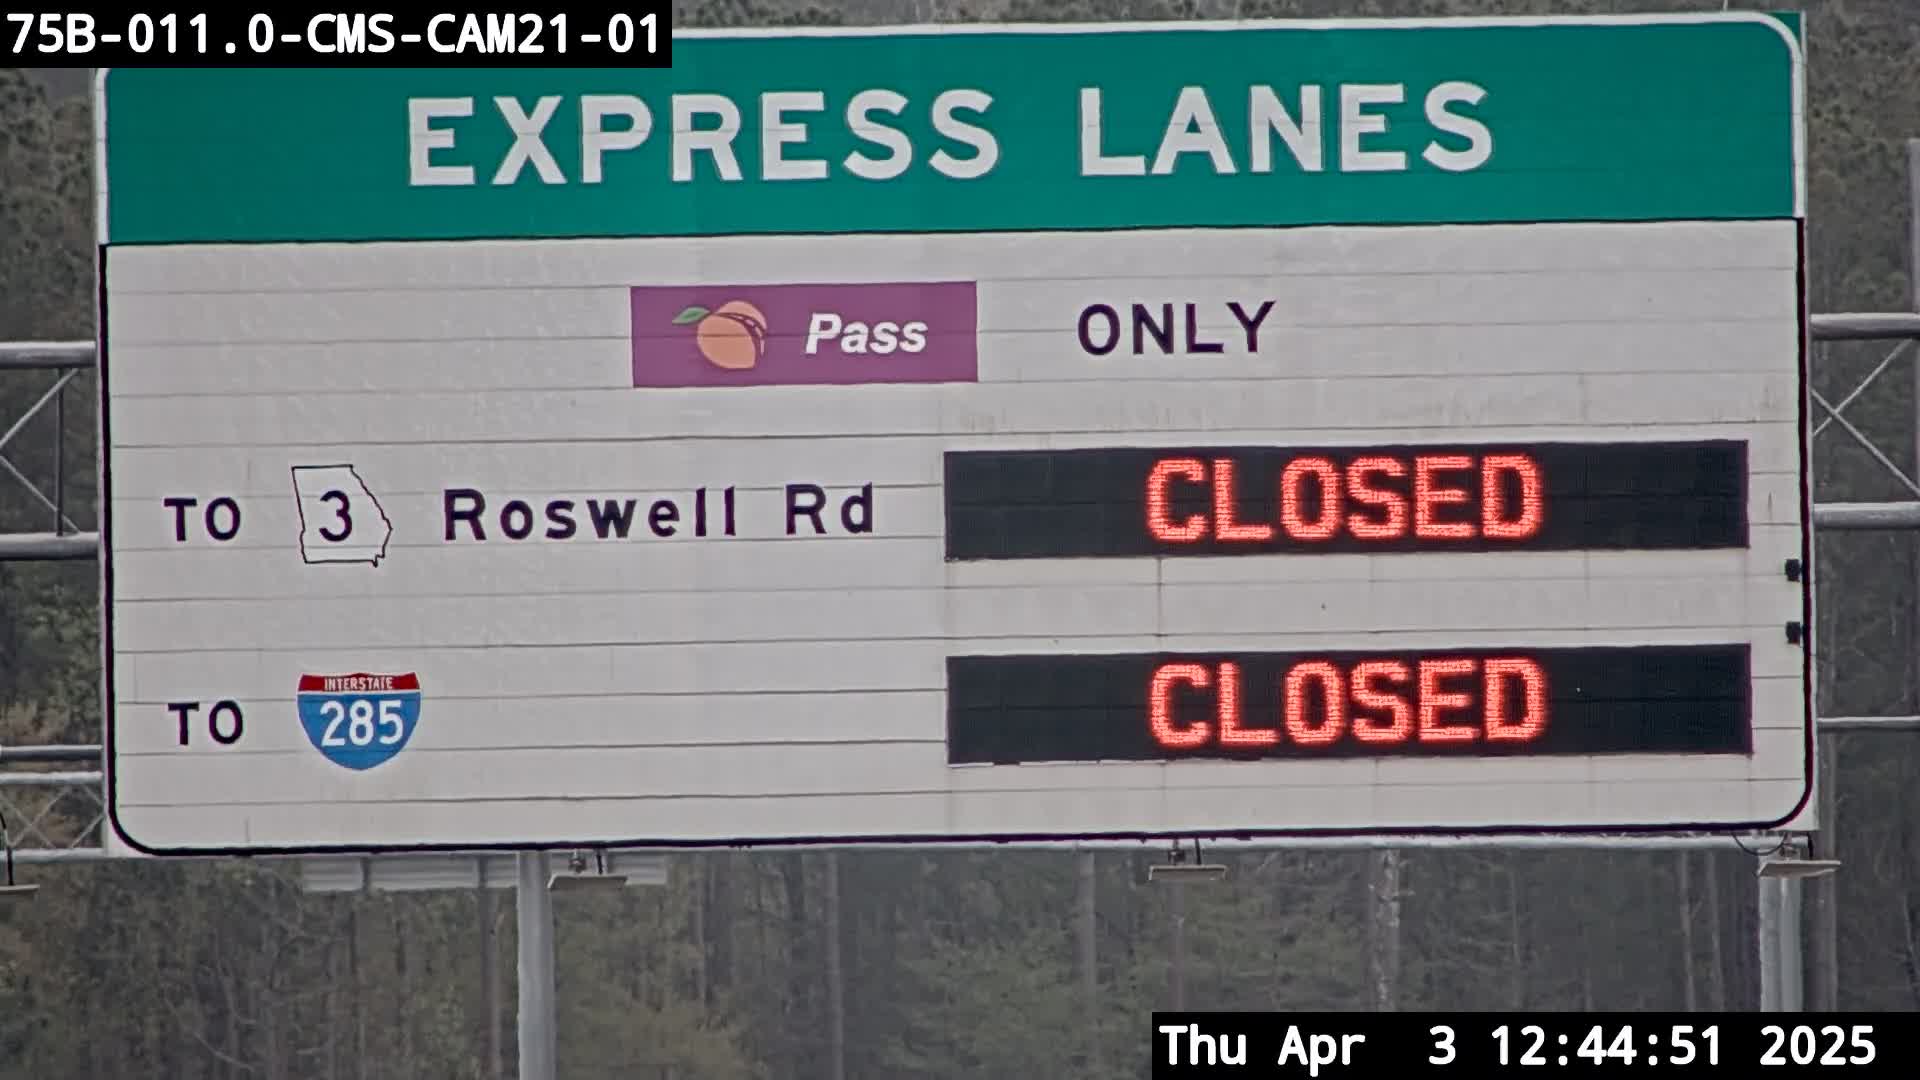 75B-011.0-CMS-CAM21-01
EXPRESS LANES
Pass ONLY
TO 3 Roswell Rd CLOSED
TO INTERSTATE 285 CLOSED
Thu Apr 3 12:44:51 2025